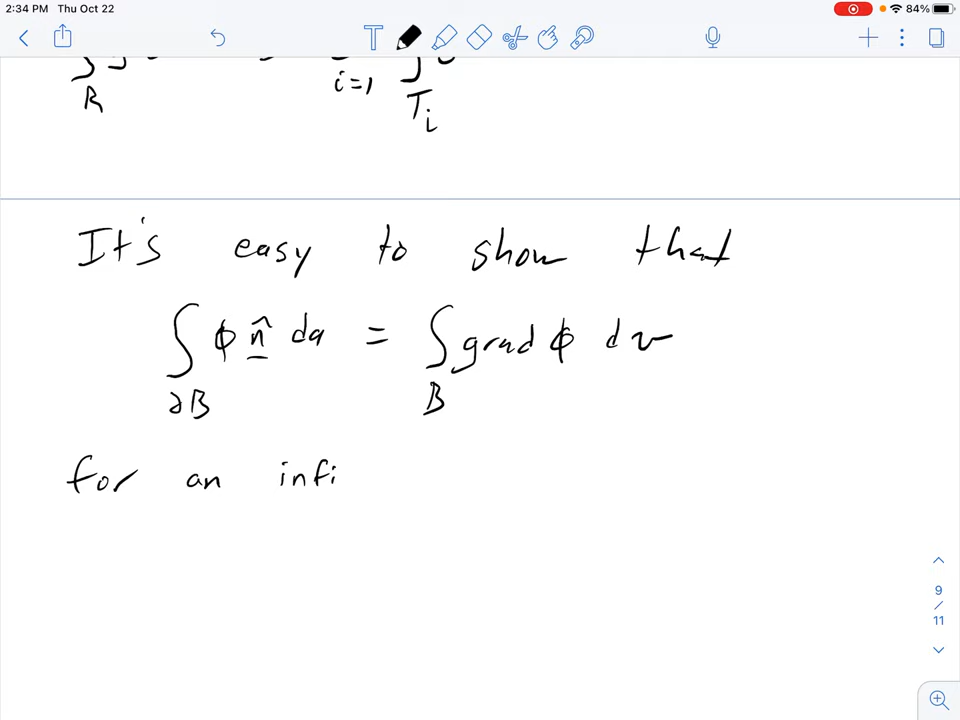 2:34 PM Thu Oct 22
84%
R
i=1
T_i
It's easy to show that
∫_∂B ϕ n̂ da = ∫_B grad ϕ dv
for an infi
9
/
11